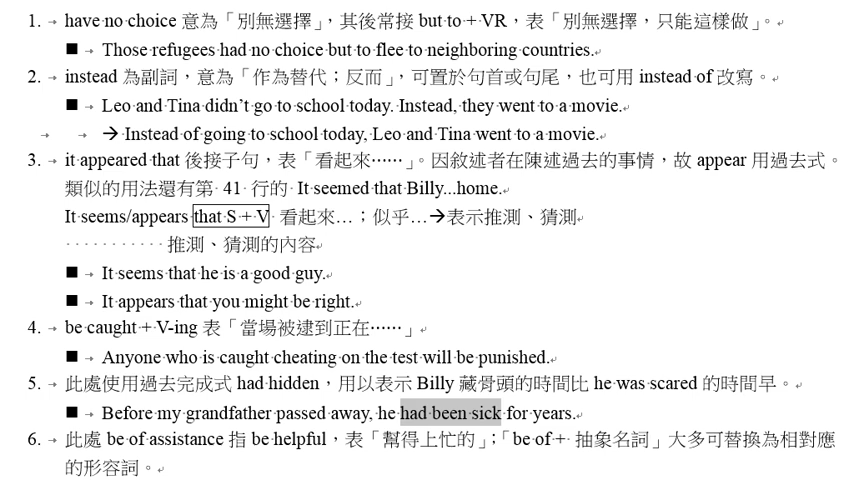 1. have no choice 意為「別無選擇」，其後常接 but to + VR，表「別無選擇，只能這樣做」。
■ Those refugees had no choice but to flee to neighboring countries.
2. instead 為副詞，意為「作為替代；反而」，可置於句首或句尾，也可用 instead of 改寫。
■ Leo and Tina didn't go to school today. Instead, they went to a movie.
→ Instead of going to school today, Leo and Tina went to a movie.
3. it appeared that 後接子句，表「看起來……」。因敘述者在陳述過去的事情，故 appear 用過去式。
類似的用法還有第 41 行的 It seemed that Billy...home.
It seems/appears that S + V 看起來…；似乎…→表示推測、猜測
推測、猜測的內容
■ It seems that he is a good guy.
■ It appears that you might be right.
4. be caught + V-ing 表「當場被逮到正在……」
■ Anyone who is caught cheating on the test will be punished.
5. 此處使用過去完成式 had hidden，用以表示 Billy 藏骨頭的時間比 he was scared 的時間早。
■ Before my grandfather passed away, he had been sick for years.
6. 此處 be of assistance 指 be helpful，表「幫得上忙的」；「be of + 抽象名詞」大多可替換為相對應
的形容詞。